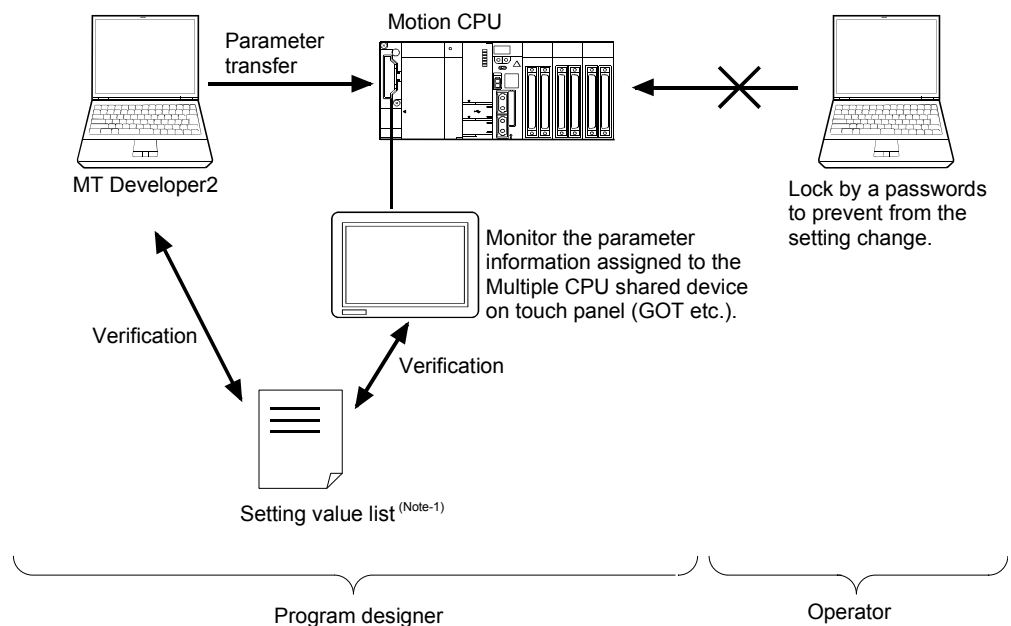 Motion CPU
Parameter
transfer
MT Developer2
Lock by a passwords
to prevent from the
setting change.
Monitor the parameter
information assigned to the
Multiple CPU shared device
on touch panel (GOT etc.).
Verification
Verification
Setting value list (Note-1)
Program designer
Operator